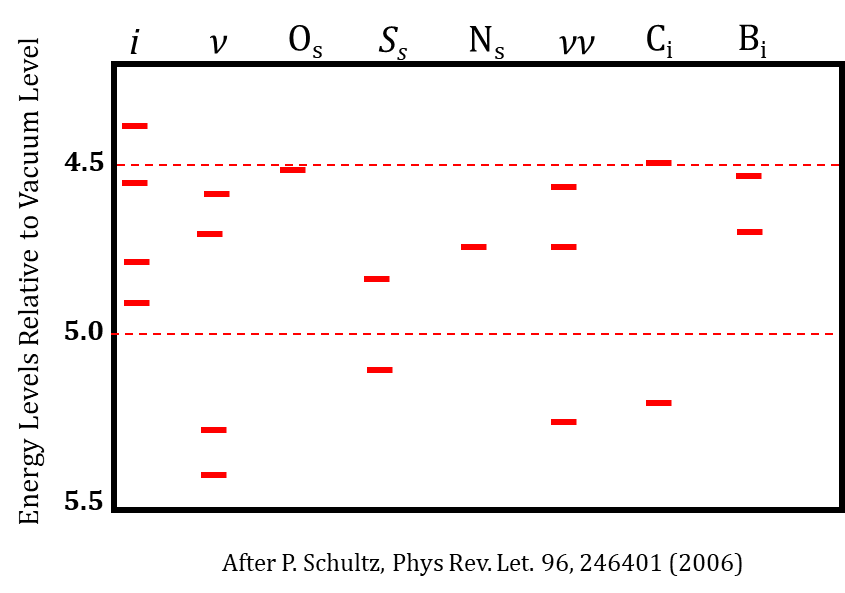 i ν Oₛ Sₛ Nₛ νν Cᵢ Bᵢ
Energy Levels Relative to Vacuum Level
4.5
5.0
5.5
After P. Schultz, Phys Rev. Let. 96, 246401 (2006)